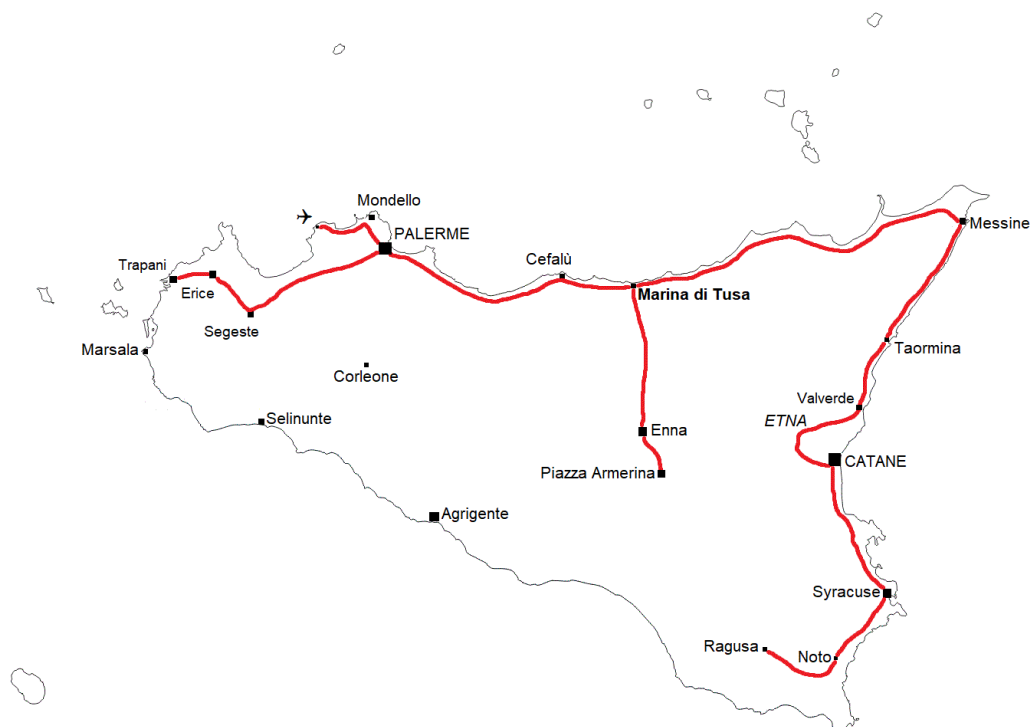 Mondello
PALERME
Messine
Cefalù
Trapani
Erice
Marina di Tusa
Segeste
Marsala
Taormina
Corleone
Valverde
ETNA
Selinunte
Enna
CATANE
Piazza Armerina
Agrigente
Syracuse
Ragusa
Noto